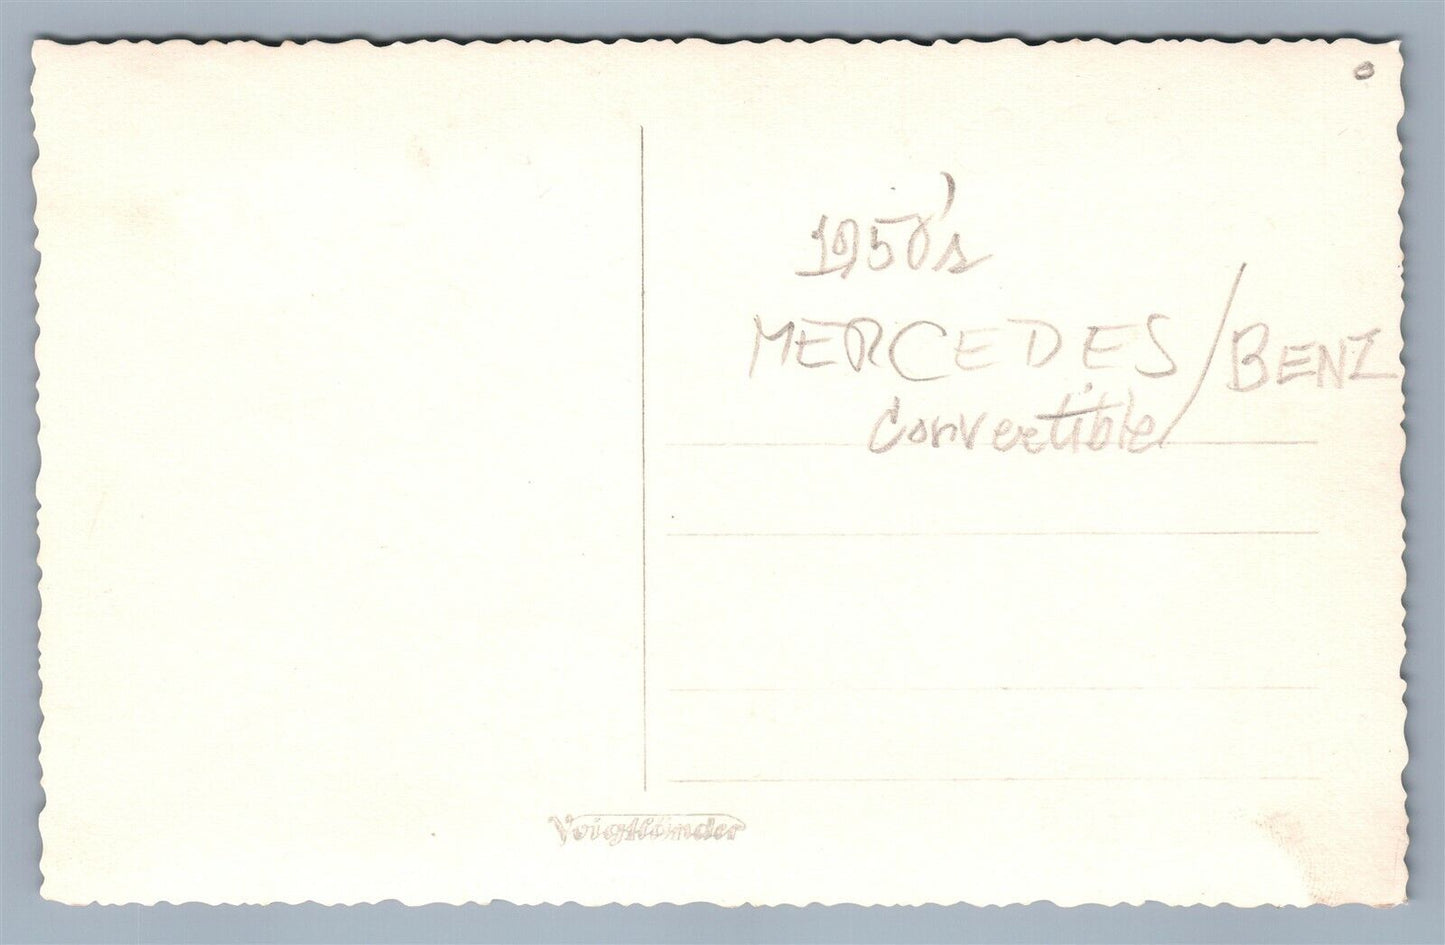 1950's
MERCEDES/BENZ
Convertible
Voigtländer